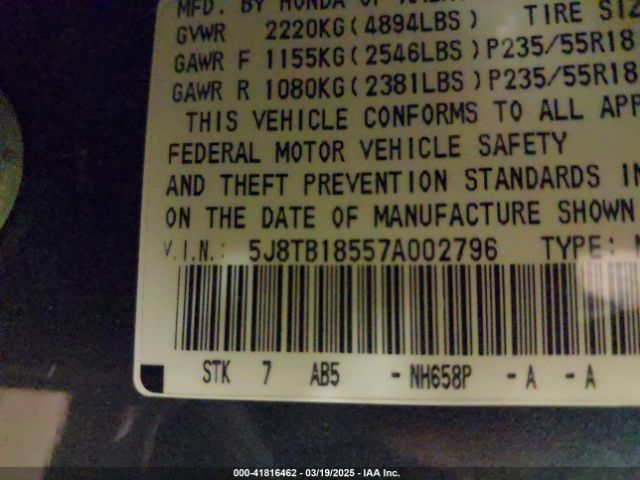 MFD. BY HONDA OF
GVWR 2220KG(4894LBS) TIRE SIZ
GAWR F 1155KG(2546LBS)P235/55R18
GAWR R 1080KG(2381LBS)P235/55R18
THIS VEHICLE CONFORMS TO ALL APP
FEDERAL MOTOR VEHICLE SAFETY
AND THEFT PREVENTION STANDARDS IN
ON THE DATE OF MANUFACTURE SHOWN
V.I.N.: 5J8TB18557A002796 TYPE:
STK 7 AB5 - NH658P - A - A
000-41816462 - 03/19/2025 - IAA Inc.